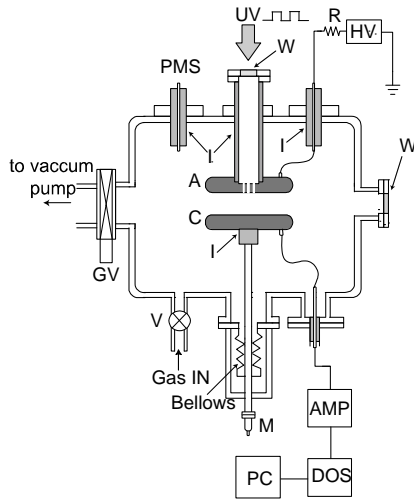 UV
R
HV
W
PMS
I
I
W
A
to vaccum
pump
C
I
GV
V
Gas IN
Bellows
AMP
M
PC
DOS